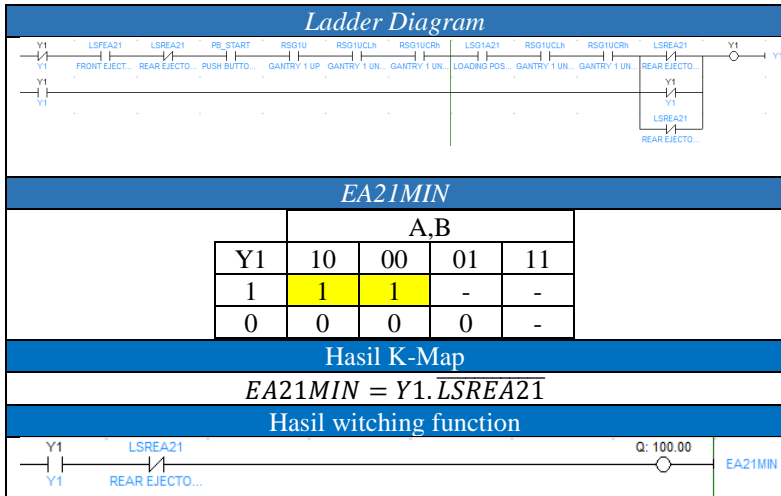 Ladder Diagram
Y1 LSFEA21 LSREA21 PB_START RSG1U RSG1UCLh RSG1UCRh LSG1A21 RSG1UCLh RSG1UCRh LSREA21 Y1
Y1
Y1 FRONT EJECT... REAR EJECTO... PUSH BUTTO... GANTRY 1 UP GANTRY 1 UN... GANTRY 1 UN... LOADING POS... GANTRY 1 UN... GANTRY 1 UN... REAR EJECTO...
Y1 Y1
Y1 Y1
LSREA21
REAR EJECTO...
EA21MIN
A,B
Y1 10 00 01 11
1 1 1 - -
0 0 0 0 -
Hasil K-Map
EA21MIN = Y1.\overline{LSREA21}
Hasil witching function
Y1 LSREA21 Q: 100.00
EA21MIN
Y1 REAR EJECTO...